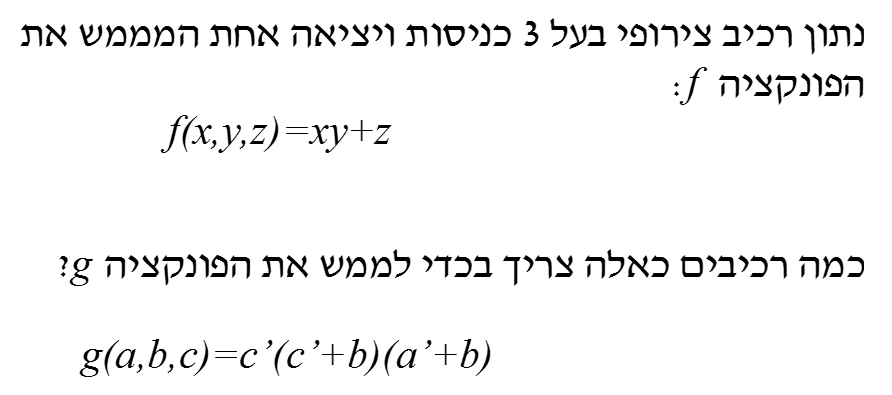 נתון רכיב צירופי בעל 3 כניסות ויציאה אחת המממש את
הפונקציה f:
f(x,y,z)=xy+z
כמה רכיבים כאלה צריך בכדי לממש את הפונקציה g?
g(a,b,c)=c’(c’+b)(a’+b)